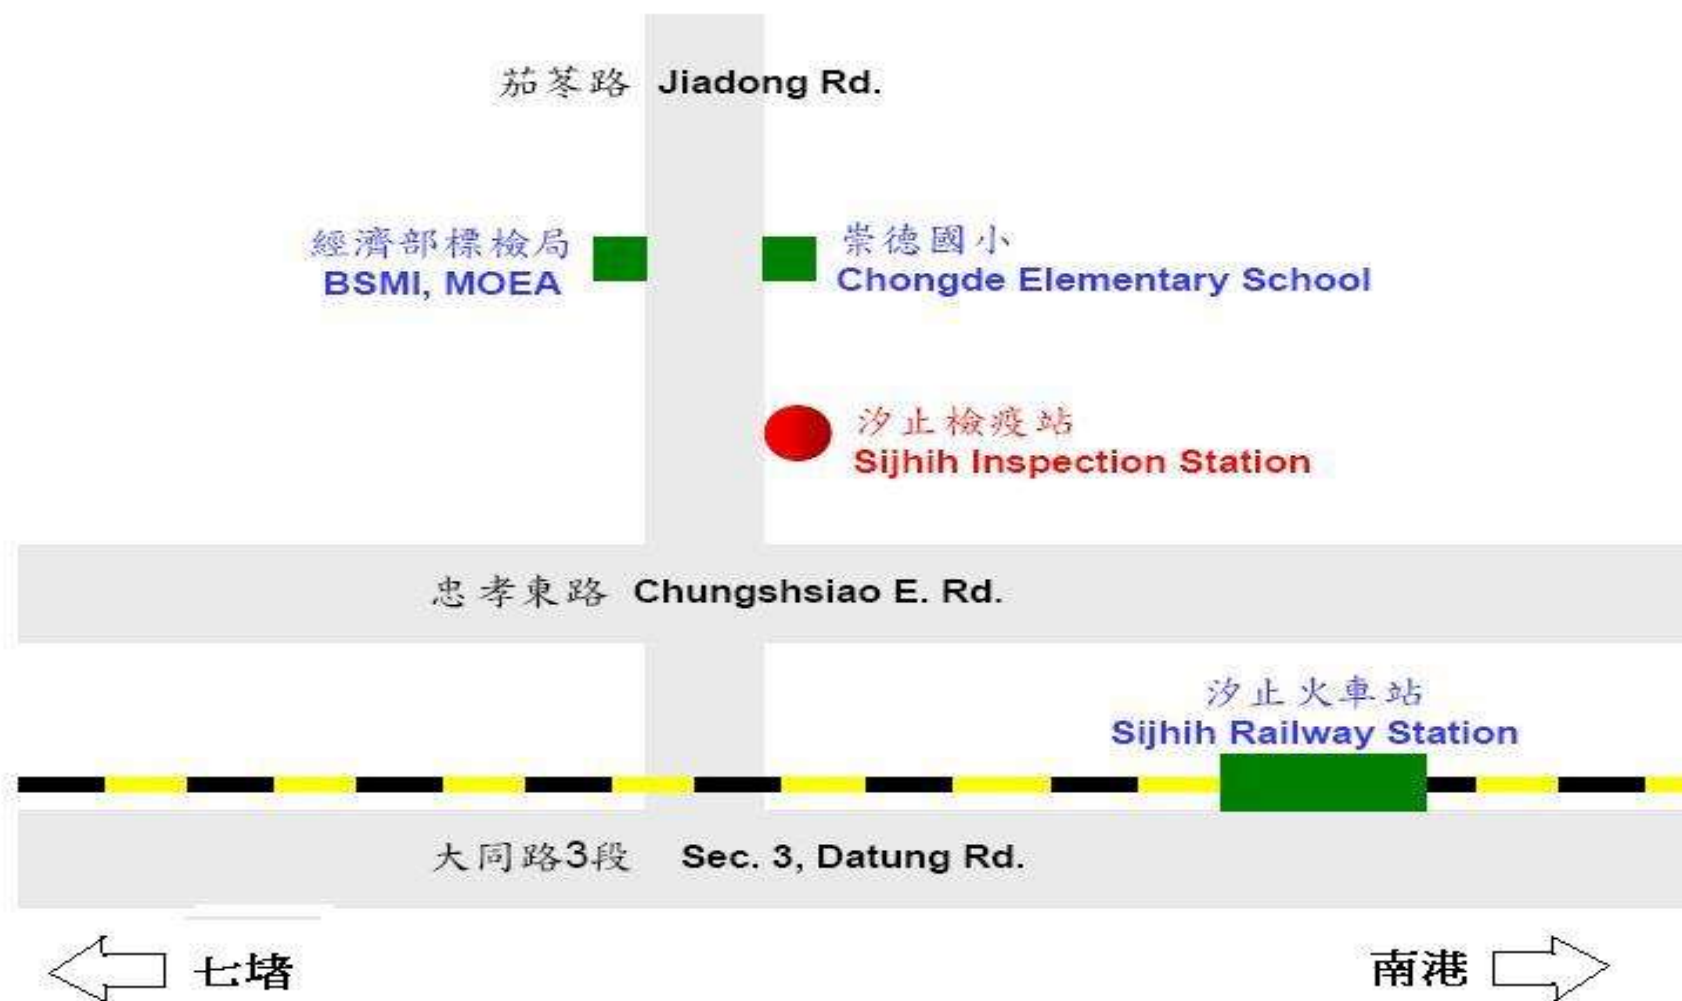 茄苳路 Jiadong Rd.
經濟部標檢局
BSMI, MOEA
崇德國小
Chongde Elementary School
汐止檢疫站
Sijhih Inspection Station
忠孝東路 Chungshsiao E. Rd.
汐止火車站
Sijhih Railway Station
大同路3段 Sec. 3, Datung Rd.
七堵
南港